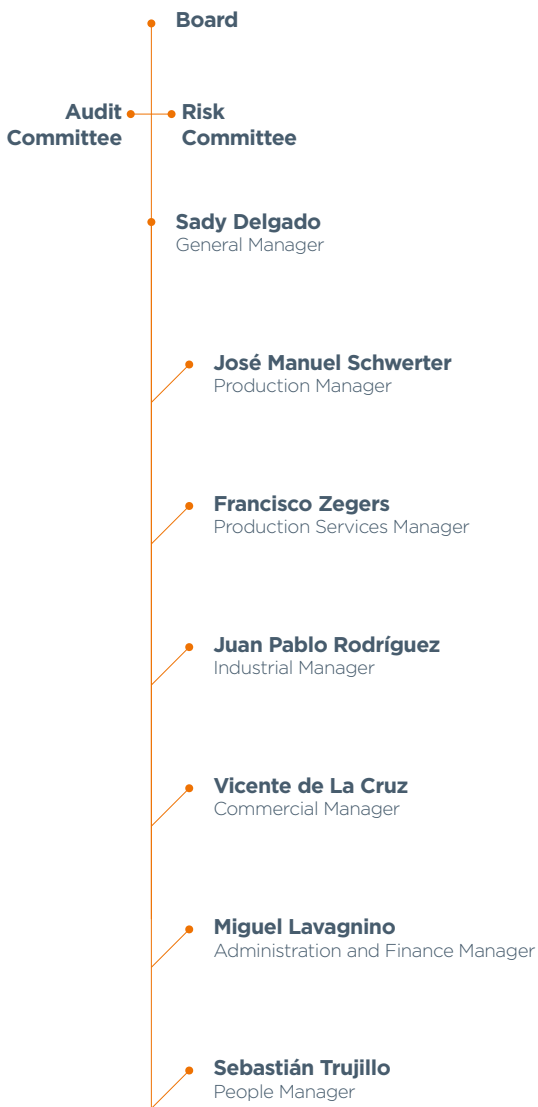 Board
Audit
Committee
Risk
Committee
Sady Delgado
General Manager
José Manuel Schwerter
Production Manager
Francisco Zegers
Production Services Manager
Juan Pablo Rodríguez
Industrial Manager
Vicente de La Cruz
Commercial Manager
Miguel Lavagnino
Administration and Finance Manager
Sebastián Trujillo
People Manager